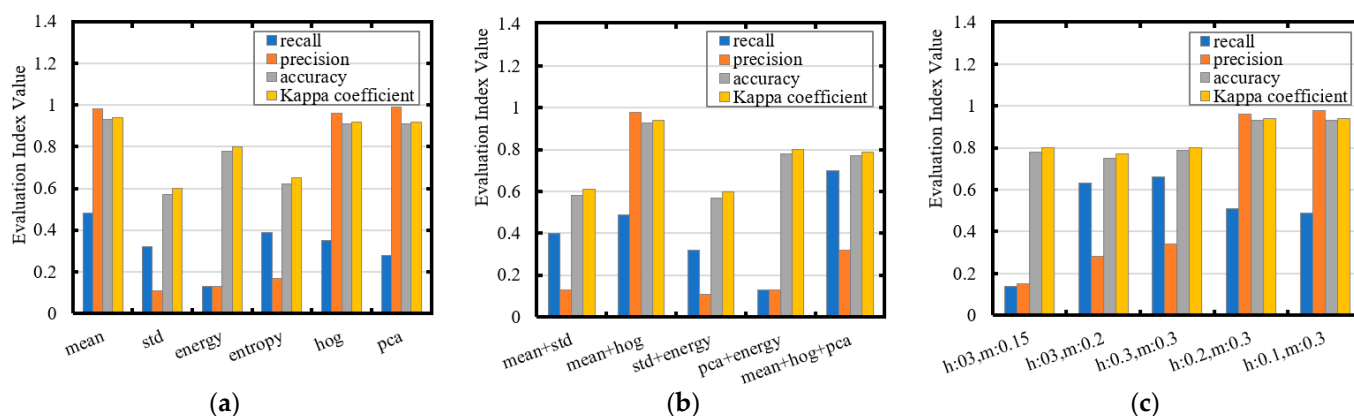 1.4
1.2
1
0.8
0.6
0.4
0.2
0
Evaluation Index Value
recall
precision
accuracy
Kappa coefficient
mean
std
energy
entropy
hog
pca
(a)
1.4
1.2
1
0.8
0.6
0.4
0.2
0
Evaluation Index Value
recall
precision
accuracy
Kappa coefficient
mean+std
mean+hog
std+energy
pca+energy
mean+hog+pca
(b)
1.4
1.2
1
0.8
0.6
0.4
0.2
0
Evaluation Index Value
recall
precision
accuracy
Kappa coefficient
h:03,m:0.15
h:03,m:0.2
h:0.3,m:0.3
h:0.2,m:0.3
h:0.1,m:0.3
(c)